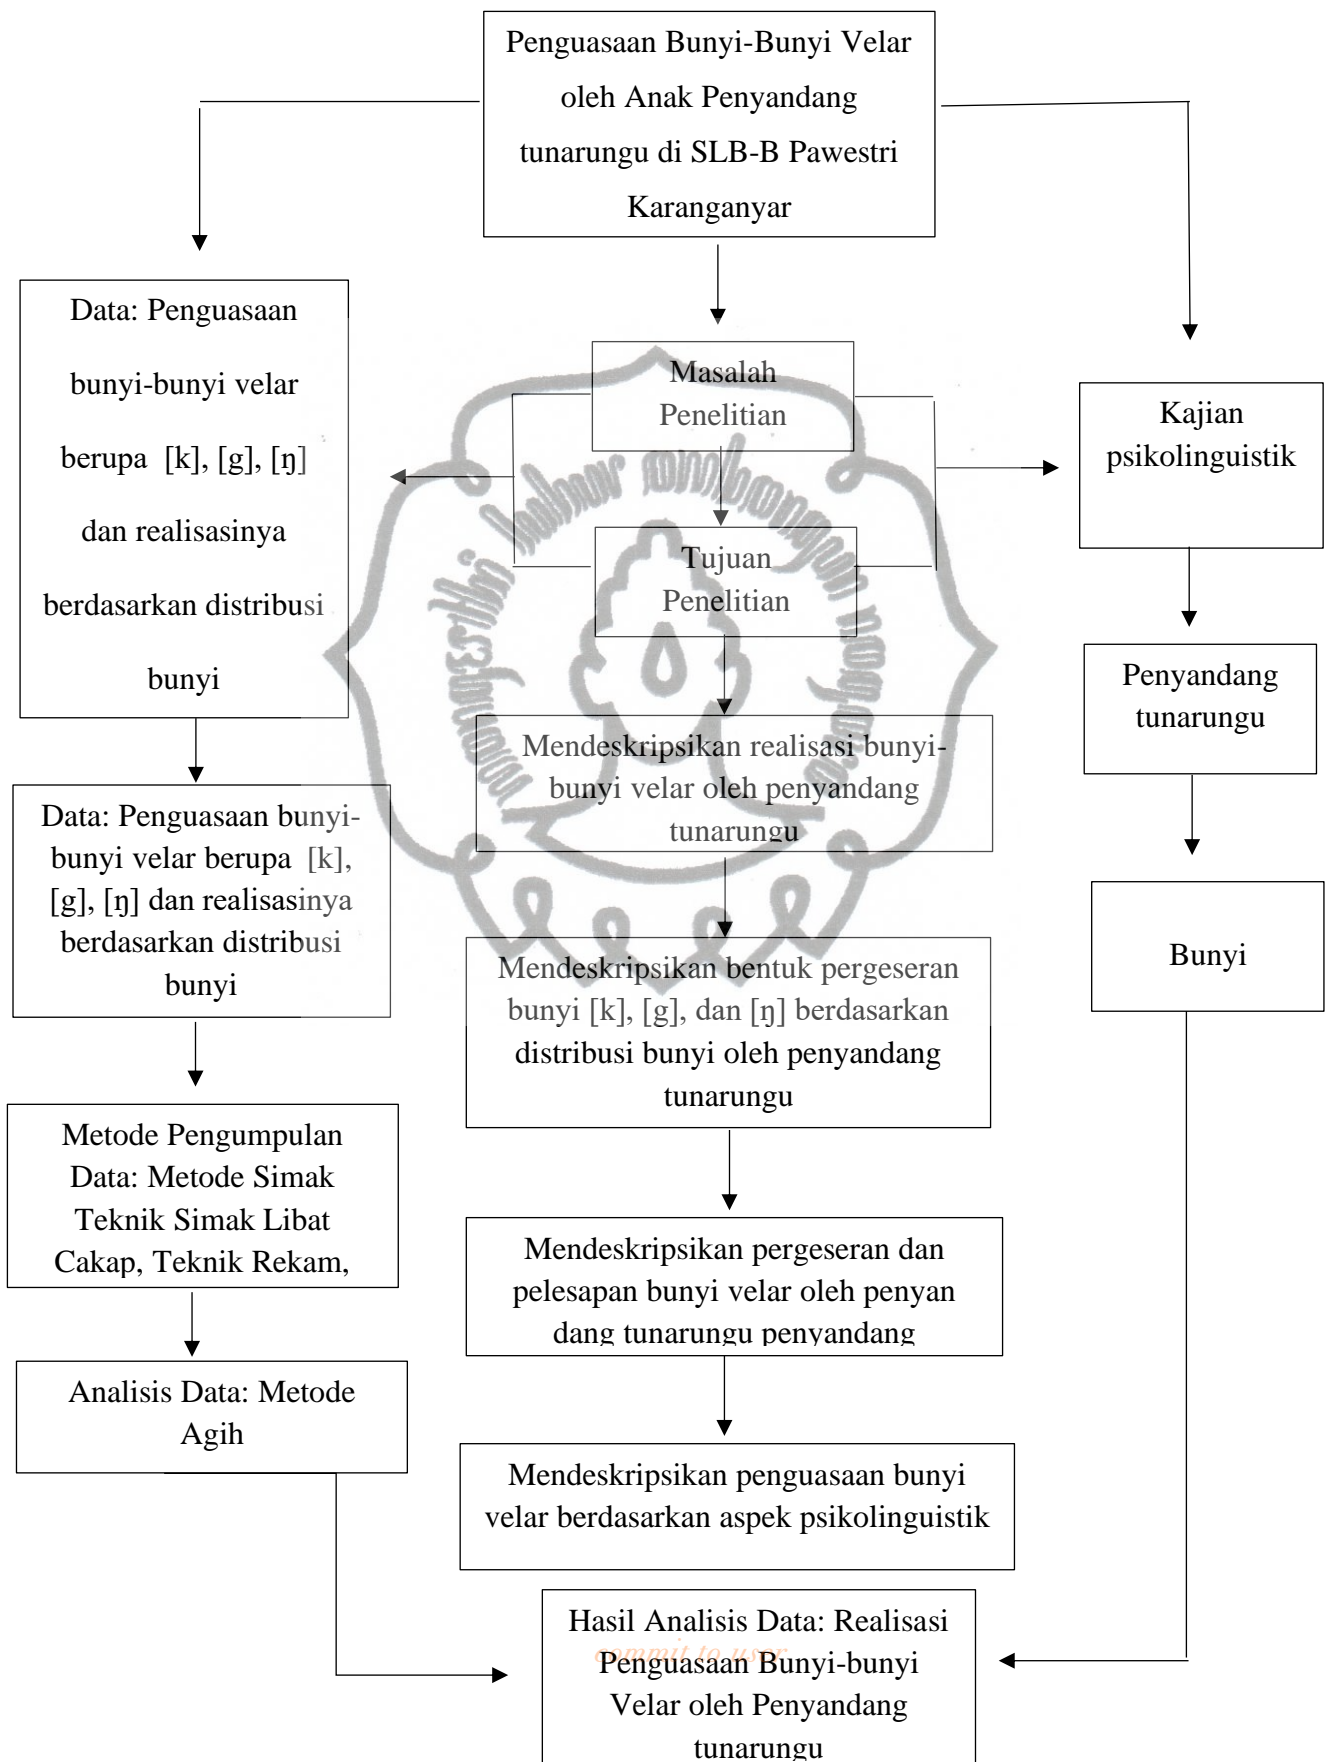 Penguasaan Bunyi-Bunyi Velar
oleh Anak Penyandang
tunarungu di SLB-B Pawestri
Karanganyar
Data: Penguasaan
bunyi-bunyi velar
berupa [k], [g], [ŋ]
dan realisasinya
berdasarkan distribusi
bunyi
Data: Penguasaan bunyi-
bunyi velar berupa [k],
[g], [ŋ] dan realisasinya
berdasarkan distribusi
bunyi
Metode Pengumpulan
Data: Metode Simak
Teknik Simak Libat
Cakap, Teknik Rekam,
Analisis Data: Metode
Agih
Masalah
Penelitian
Tujuan
Penelitian
Mendeskripsikan realisasi bunyi-
bunyi velar oleh penyandang
tunarungu
Mendeskripsikan bentuk pergeseran
bunyi [k], [g], dan [ŋ] berdasarkan
distribusi bunyi oleh penyandang
tunarungu
Mendeskripsikan pergeseran dan
pelesapan bunyi velar oleh penyan
dang tunarungu penyandang
Mendeskripsikan penguasaan bunyi
velar berdasarkan aspek psikolinguistik
Kajian
psikolinguistik
Penyandang
tunarungu
Bunyi
Hasil Analisis Data: Realisasi
commit to user
Penguasaan Bunyi-bunyi
Velar oleh Penyandang
tunarungu